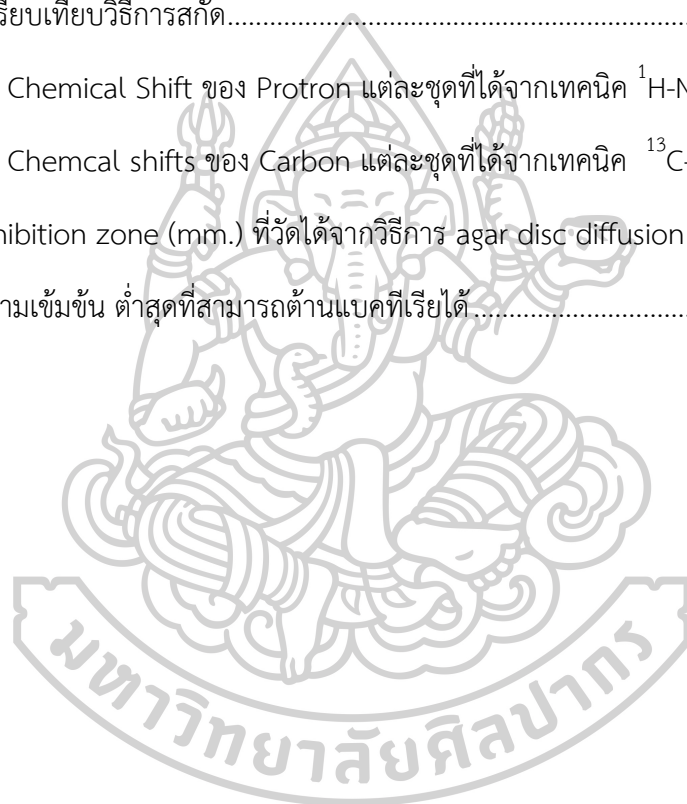 รียบเทียบวิธีการสกัด
Chemical Shift ของ Protron แต่ละชุดที่ได้จากเทคนิค ¹H-N
Chemcal shifts ของ Carbon แต่ละชุดที่ได้จากเทคนิค ¹³C-
hibition zone (mm.) ที่วัดได้จากวิธีการ agar disc diffusion
ามเข้มข้น ต่ำสุดที่สามารถต้านแบคทีเรียได้
มหาวิทยาลัยศิลปากร